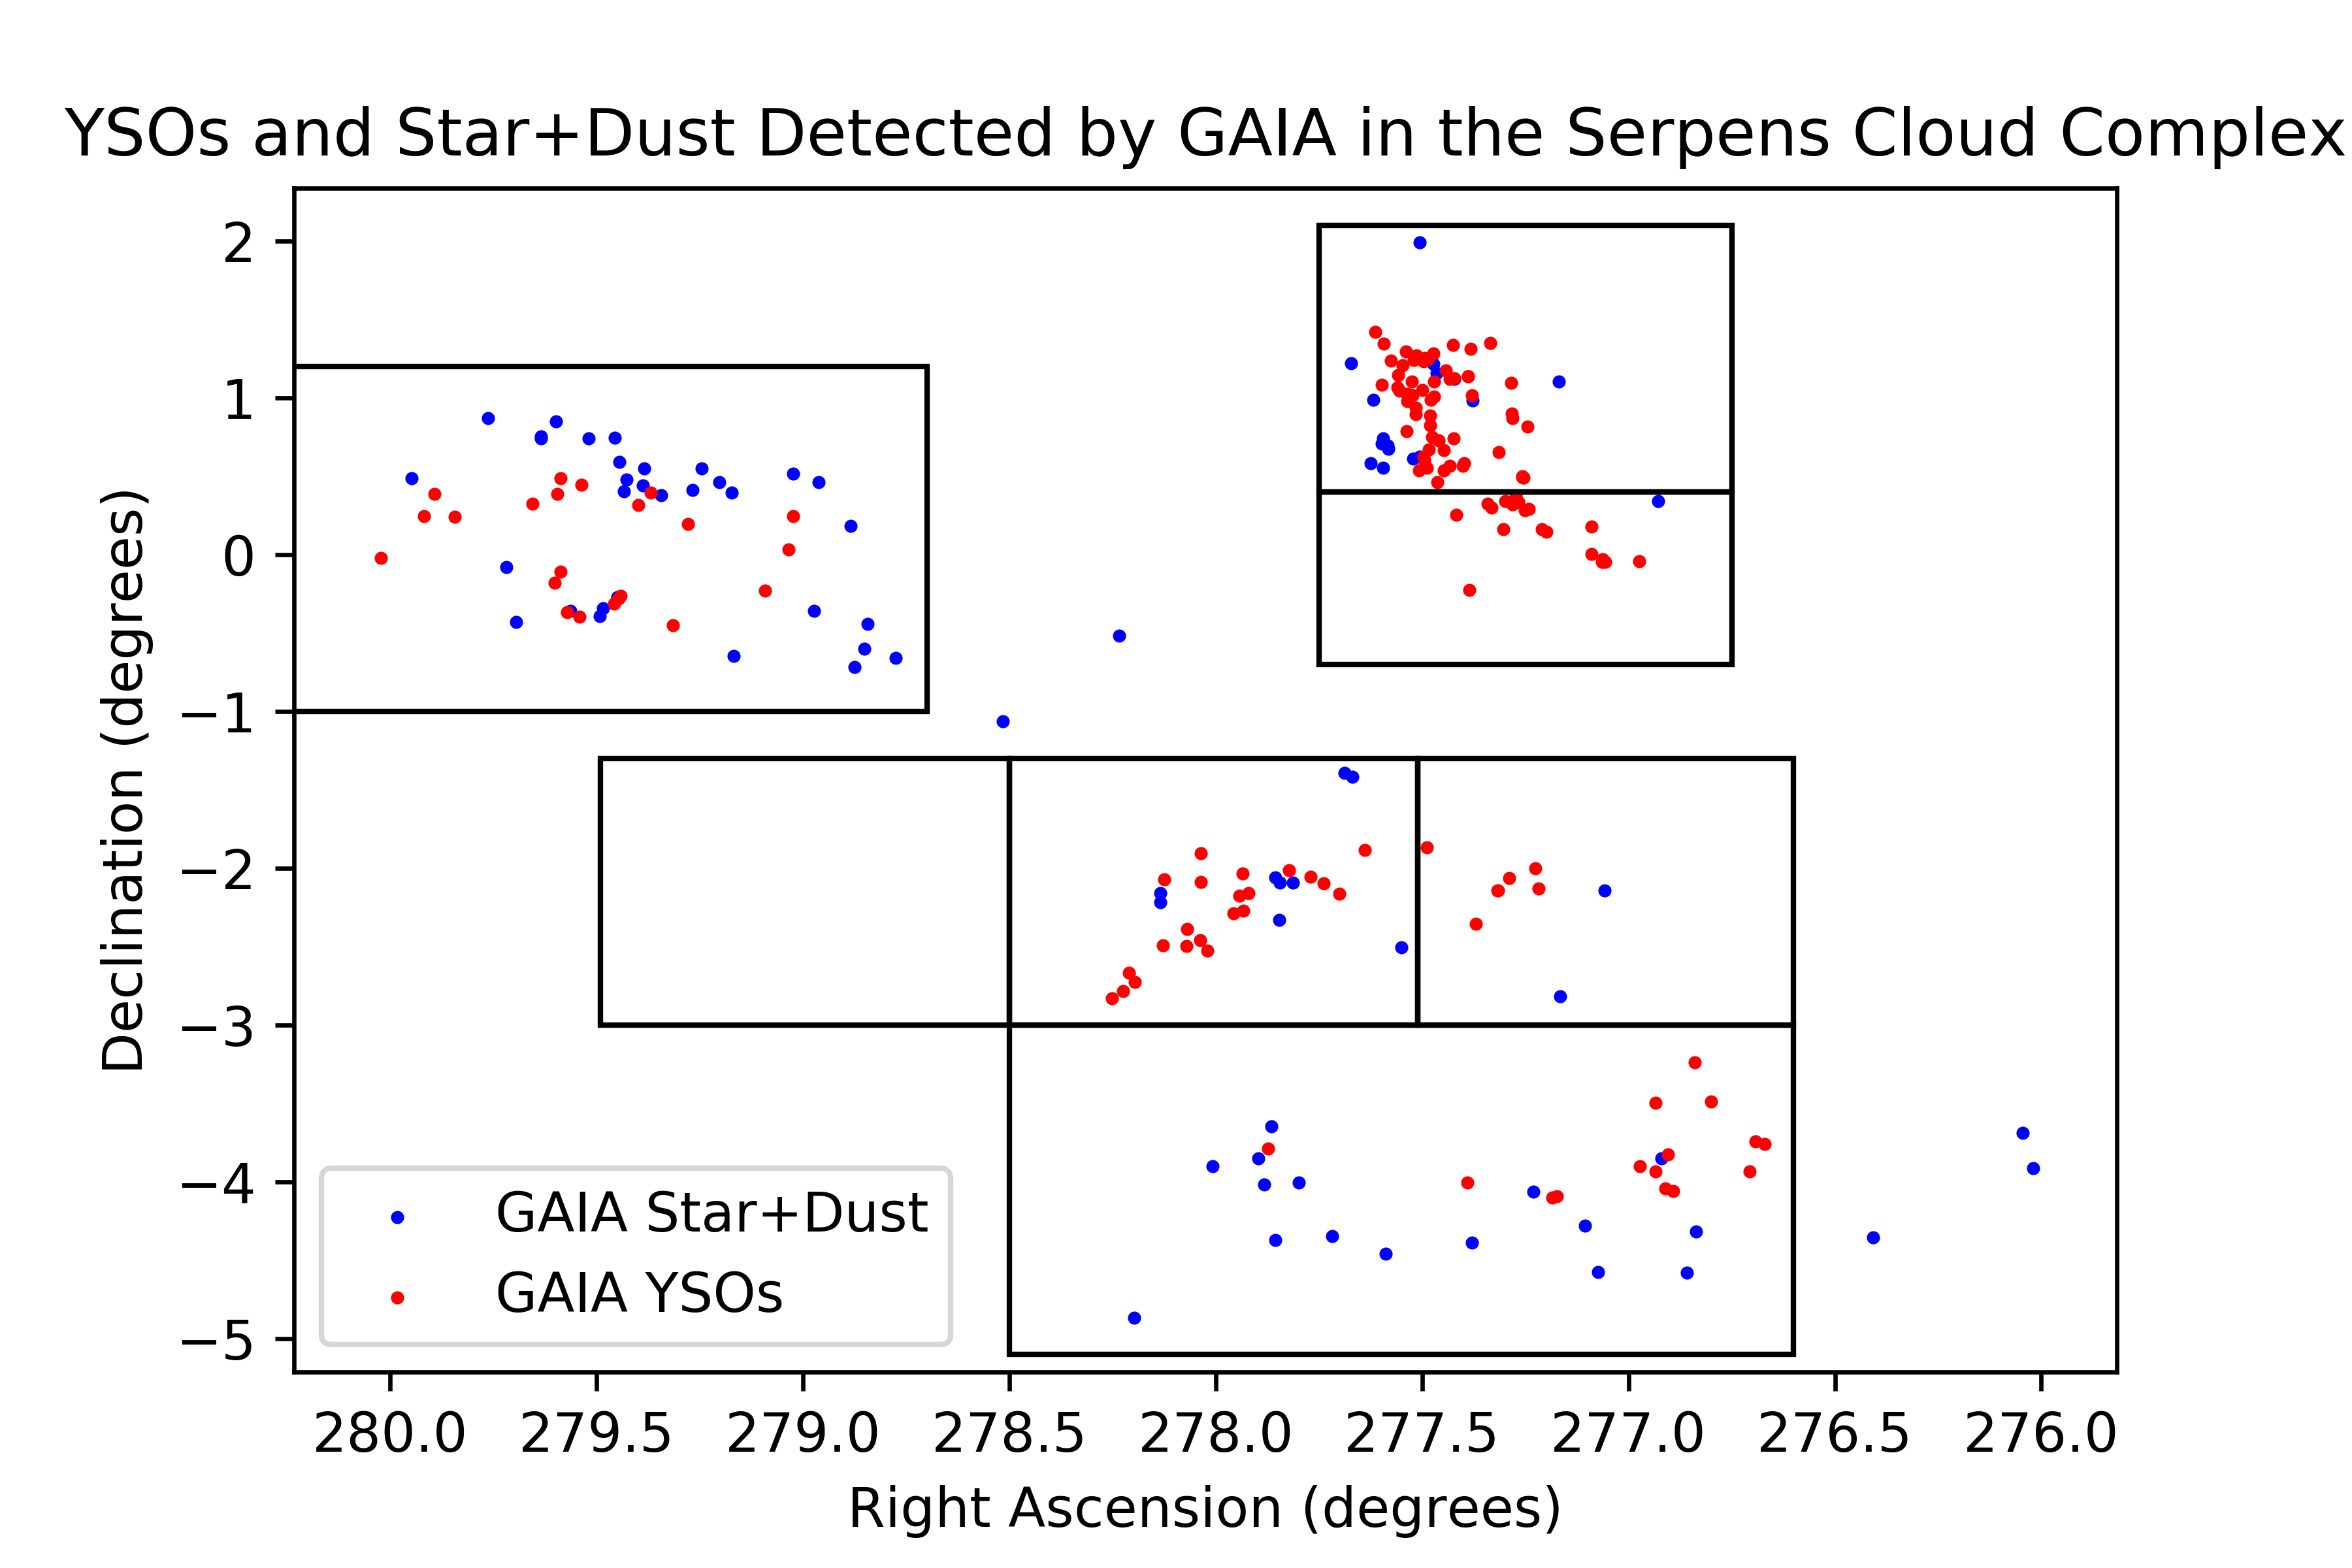 YSOs and Star+Dust Detected by GAIA in the Serpens Cloud Complex
2
1
0
−1
−2
−3
−4
−5
Declination (degrees)
GAIA Star+Dust
GAIA YSOs
280.0 279.5 279.0 278.5 278.0 277.5 277.0 276.5 276.0
Right Ascension (degrees)